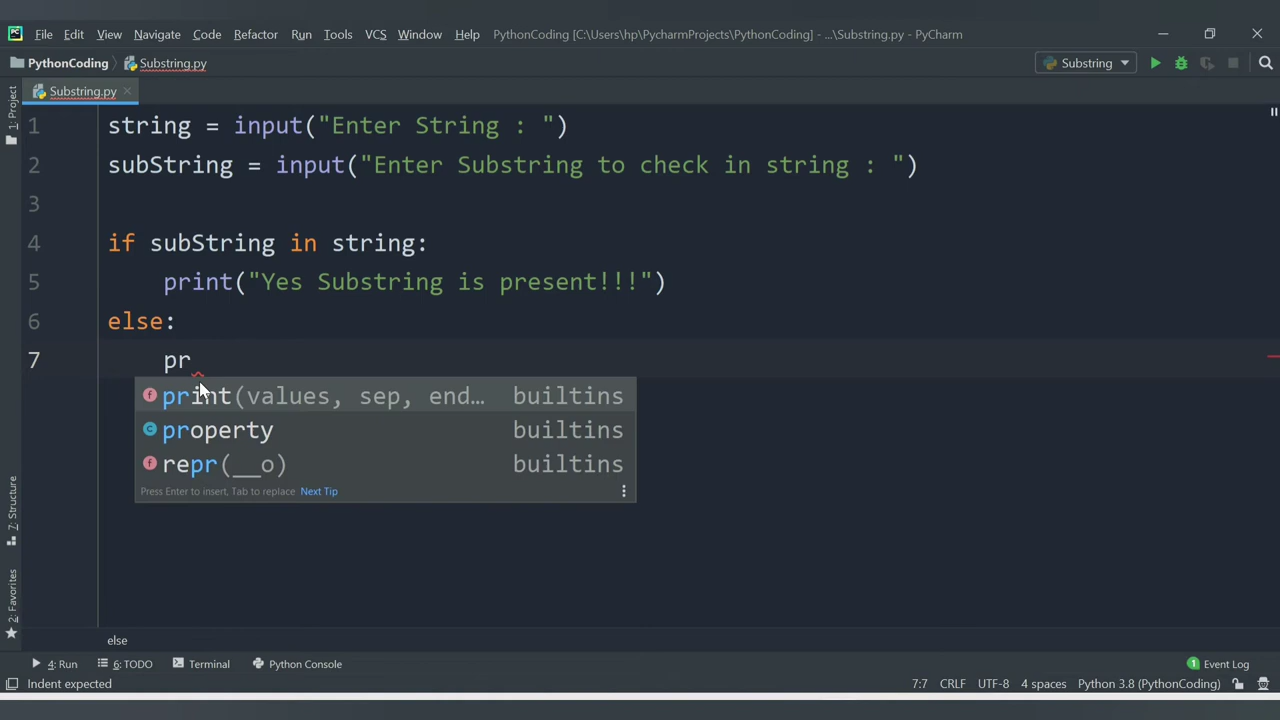 File Edit View Navigate Code Refactor Run Tools VCS Window Help PythonCoding [C:\Users\hp\PycharmProjects\PythonCoding] - ...\Substring.py - PyCharm
PythonCoding Substring.py Substring
1: Project
Substring.py
1 string = input("Enter String : ")
2 subString = input("Enter Substring to check in string : ")
3
4 if subString in string:
5 print("Yes Substring is present!!!")
6 else:
7 pr
print(values, sep, end… builtins
property builtins
repr(__o) builtins
Press Enter to insert, Tab to replace Next Tip
7: Structure
2: Favorites
else
4: Run 6: TODO Terminal Python Console 1 Event Log
Indent expected 7:7 CRLF UTF-8 4 spaces Python 3.8 (PythonCoding)